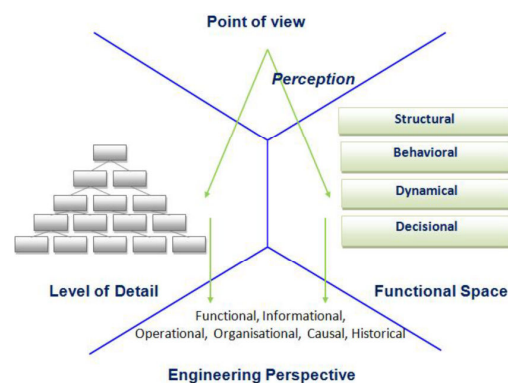 Point of view
Perception
Structural
Behavioral
Dynamical
Decisional
Level of Detail
Functional Space
Functional, Informational,
Operational, Organisational, Causal, Historical
Engineering Perspective